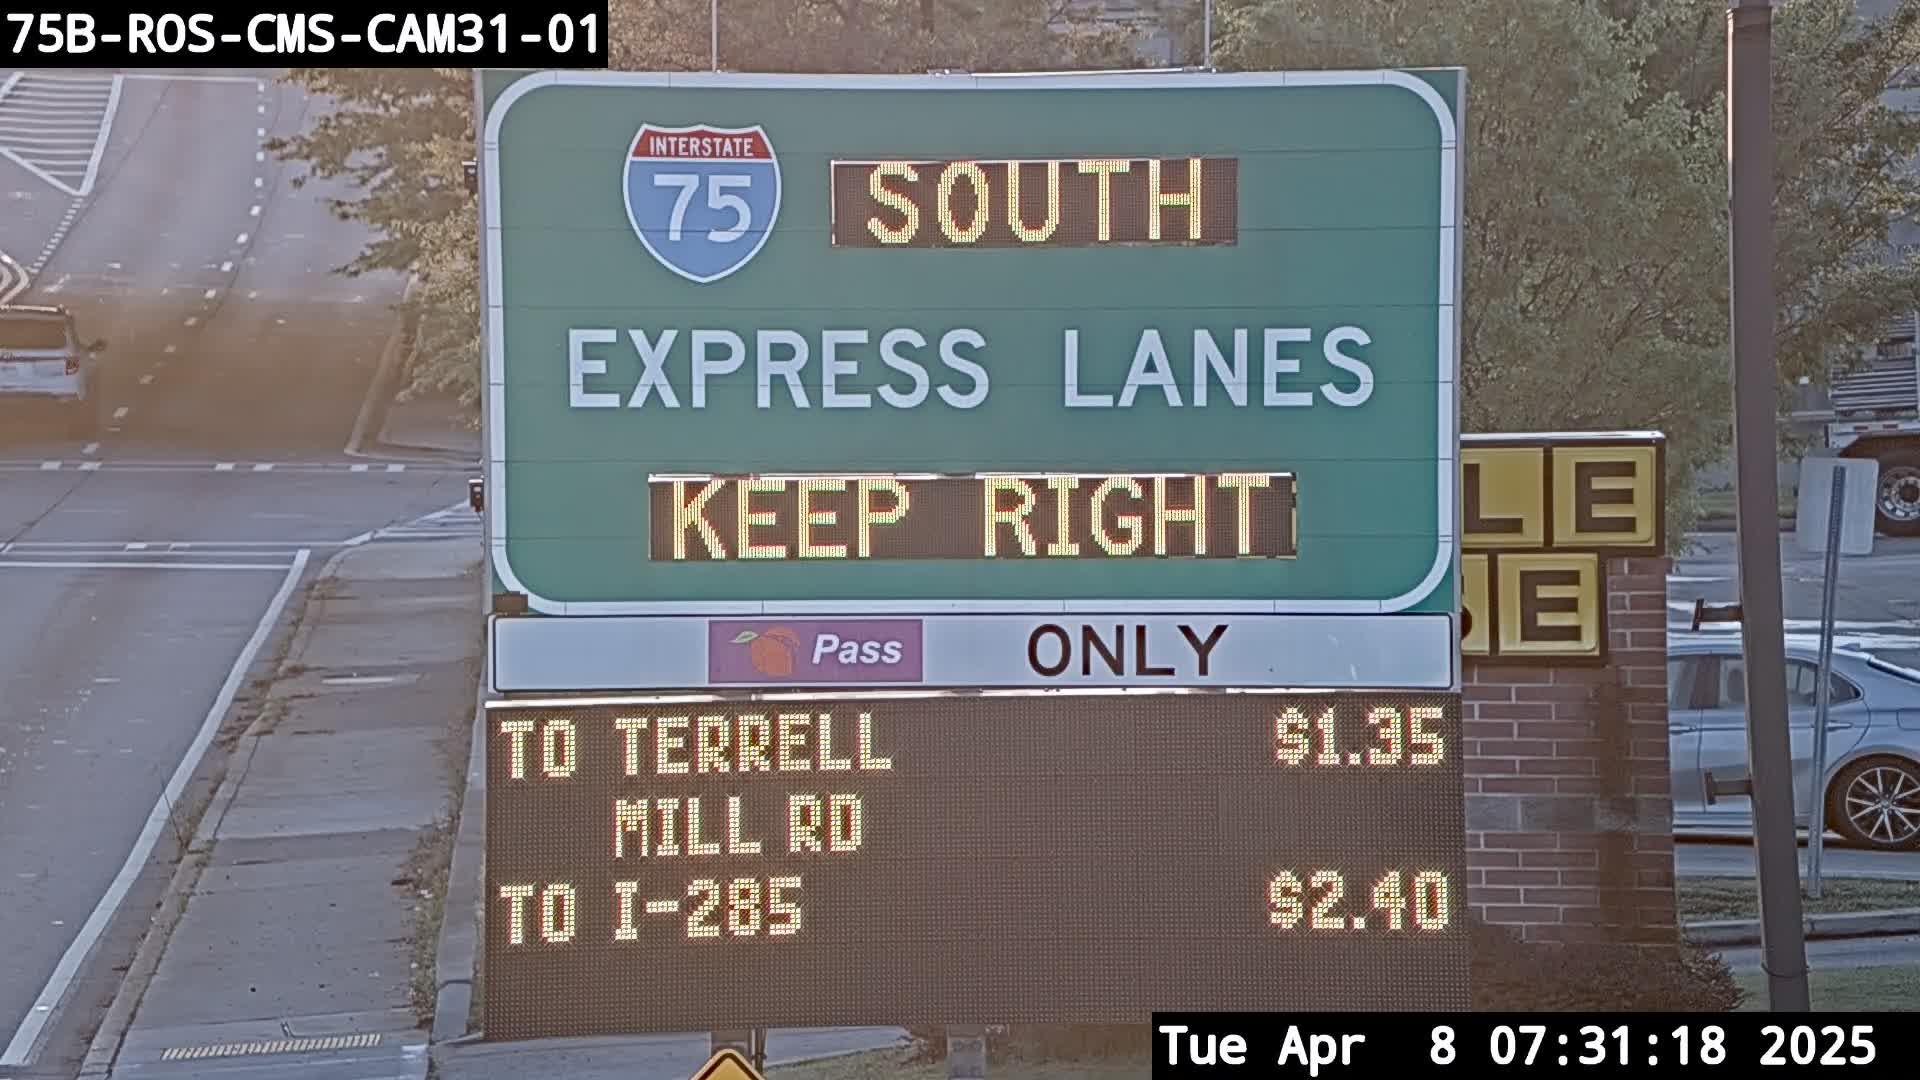 75B-ROS-CMS-CAM31-01
INTERSTATE
75
SOUTH
EXPRESS LANES
KEEP RIGHT
Pass ONLY
TO TERRELL $1.35
MILL RD
TO I-285 $2.40
LE
E
Tue Apr 8 07:31:18 2025